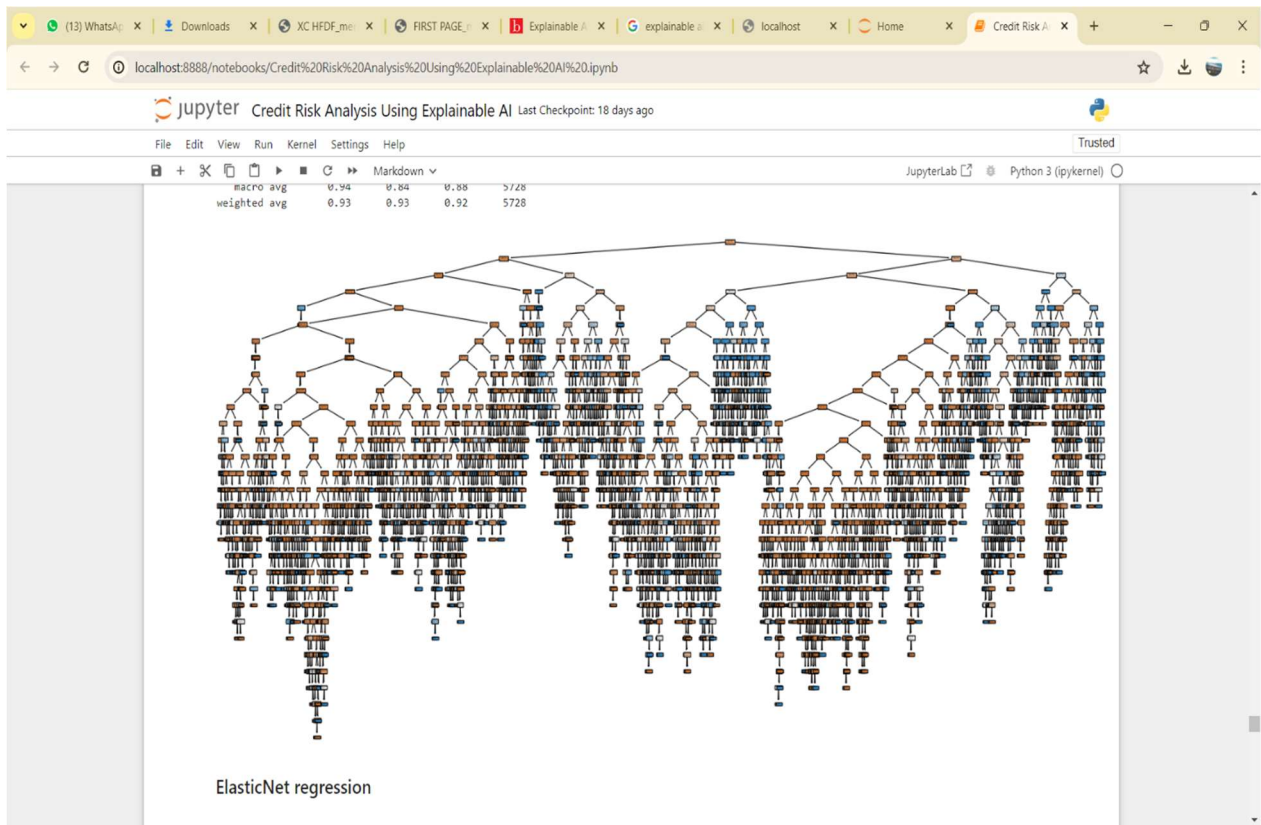 (13) WhatsAp
Downloads
XC HFDF_me
FIRST PAGE_
Explainable A
explainable a
localhost
Home
Credit Risk A
localhost:8888/notebooks/Credit%20Risk%20Analysis%20Using%20Explainable%20AI%20.ipynb
jupyter Credit Risk Analysis Using Explainable AI Last Checkpoint: 18 days ago
File Edit View Run Kernel Settings Help Trusted
Markdown JupyterLab Python 3 (ipykernel)
macro avg 0.94 0.84 0.88 5728
weighted avg 0.93 0.93 0.92 5728
ElasticNet regression